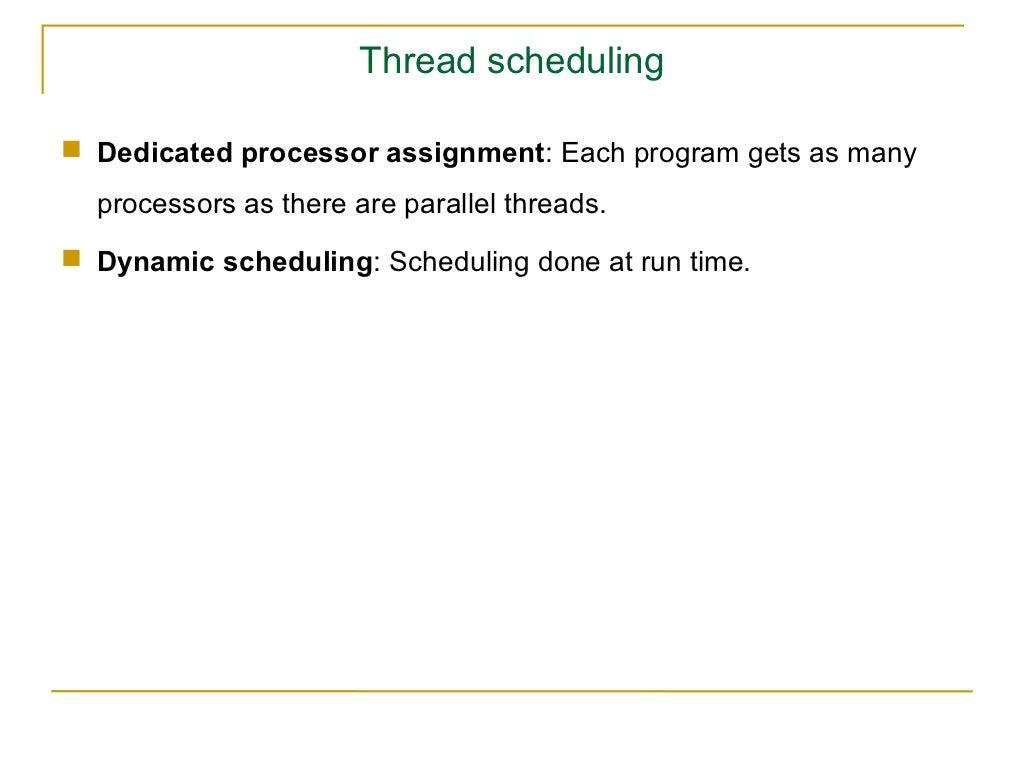 Thread scheduling
Dedicated processor assignment: Each program gets as many
processors as there are parallel threads.
Dynamic scheduling: Scheduling done at run time.